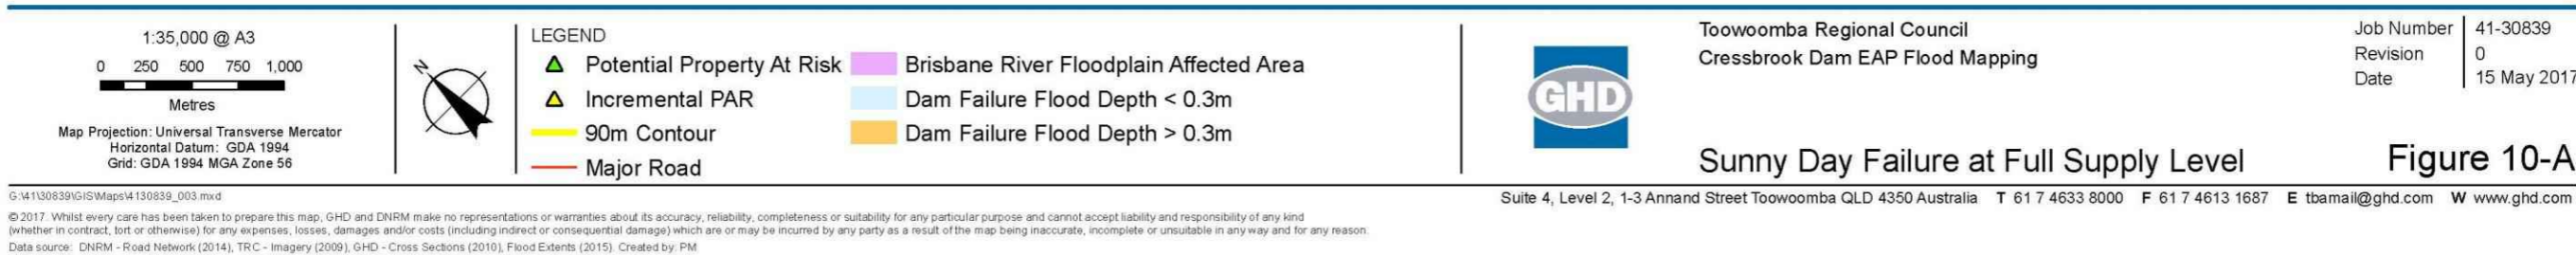 1:35,000 @ A3
0 250 500 750 1,000
Metres
Map Projection: Universal Transverse Mercator
Horizontal Datum: GDA 1994
Grid: GDA 1994 MGA Zone 56
N
LEGEND
Potential Property At Risk
Incremental PAR
90m Contour
Major Road
Brisbane River Floodplain Affected Area
Dam Failure Flood Depth < 0.3m
Dam Failure Flood Depth > 0.3m
GHD
Toowoomba Regional Council
Cressbrook Dam EAP Flood Mapping
Sunny Day Failure at Full Supply Level
Job Number 41-30839
Revision 0
Date 15 May 2017
Figure 10-A
G:\41\30839\GIS\Maps\4130839_003.mxd
Suite 4, Level 2, 1-3 Annand Street Toowoomba QLD 4350 Australia T 61 7 4633 8000 F 61 7 4613 1687 E tbamail@ghd.com W www.ghd.com
© 2017. Whilst every care has been taken to prepare this map, GHD and DNRM make no representations or warranties about its accuracy, reliability, completeness or suitability for any particular purpose and cannot accept liability and responsibility of any kind
(whether in contract, tort or otherwise) for any expenses, losses, damages and/or costs (including indirect or consequential damage) which are or may be incurred by any party as a result of the map being inaccurate, incomplete or unsuitable in any way and for any reason.
Data source: DNRM - Road Network (2014), TRC - Imagery (2009), GHD - Cross Sections (2010), Flood Extents (2015). Created by: PM